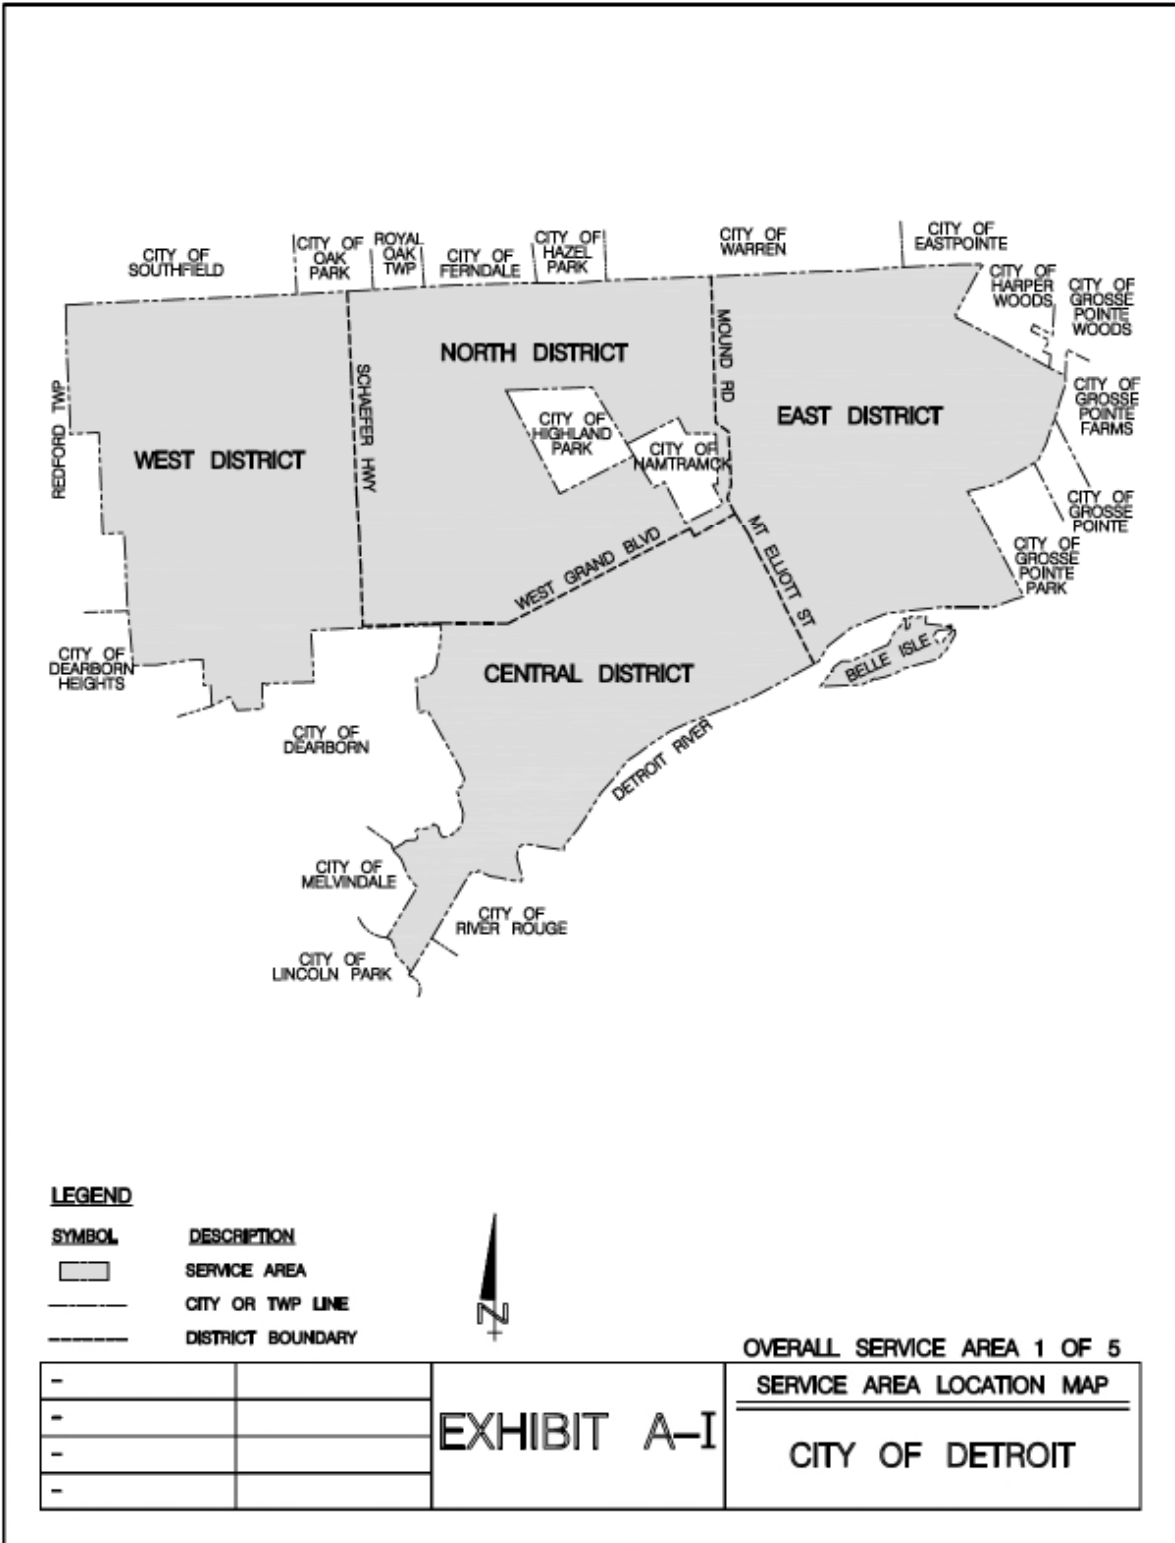 CITY OF
SOUTHFIELD
CITY OF
OAK
PARK
ROYAL
OAK
TWP
CITY OF
FERNDALE
CITY OF
HAZEL
PARK
CITY OF
WARREN
CITY OF
EASTPOINTE
CITY OF
HARPER
WOODS
CITY OF
GROSSE
POINTE
WOODS
NORTH DISTRICT
MOUND RD
SCHAEFER HWY
REDFORD TWP
CITY OF
HIGHLAND
PARK
EAST DISTRICT
CITY OF
GROSSE
POINTE
FARMS
WEST DISTRICT
CITY OF
HAMTRAMCK
CITY OF
GROSSE
POINTE
WEST GRAND BLVD
MT ELLIOTT ST
CITY OF
GROSSE
POINTE
PARK
CITY OF
DEARBORN
HEIGHTS
CENTRAL DISTRICT
BELLE ISLE
CITY OF
DEARBORN
DETROIT RIVER
CITY OF
MELVINDALE
CITY OF
RIVER ROUGE
CITY OF
LINCOLN PARK
LEGEND
SYMBOL DESCRIPTION
SERVICE AREA
CITY OR TWP LINE
DISTRICT BOUNDARY
N
OVERALL SERVICE AREA 1 OF 5
-
-
-
-
EXHIBIT A-I
SERVICE AREA LOCATION MAP
CITY OF DETROIT